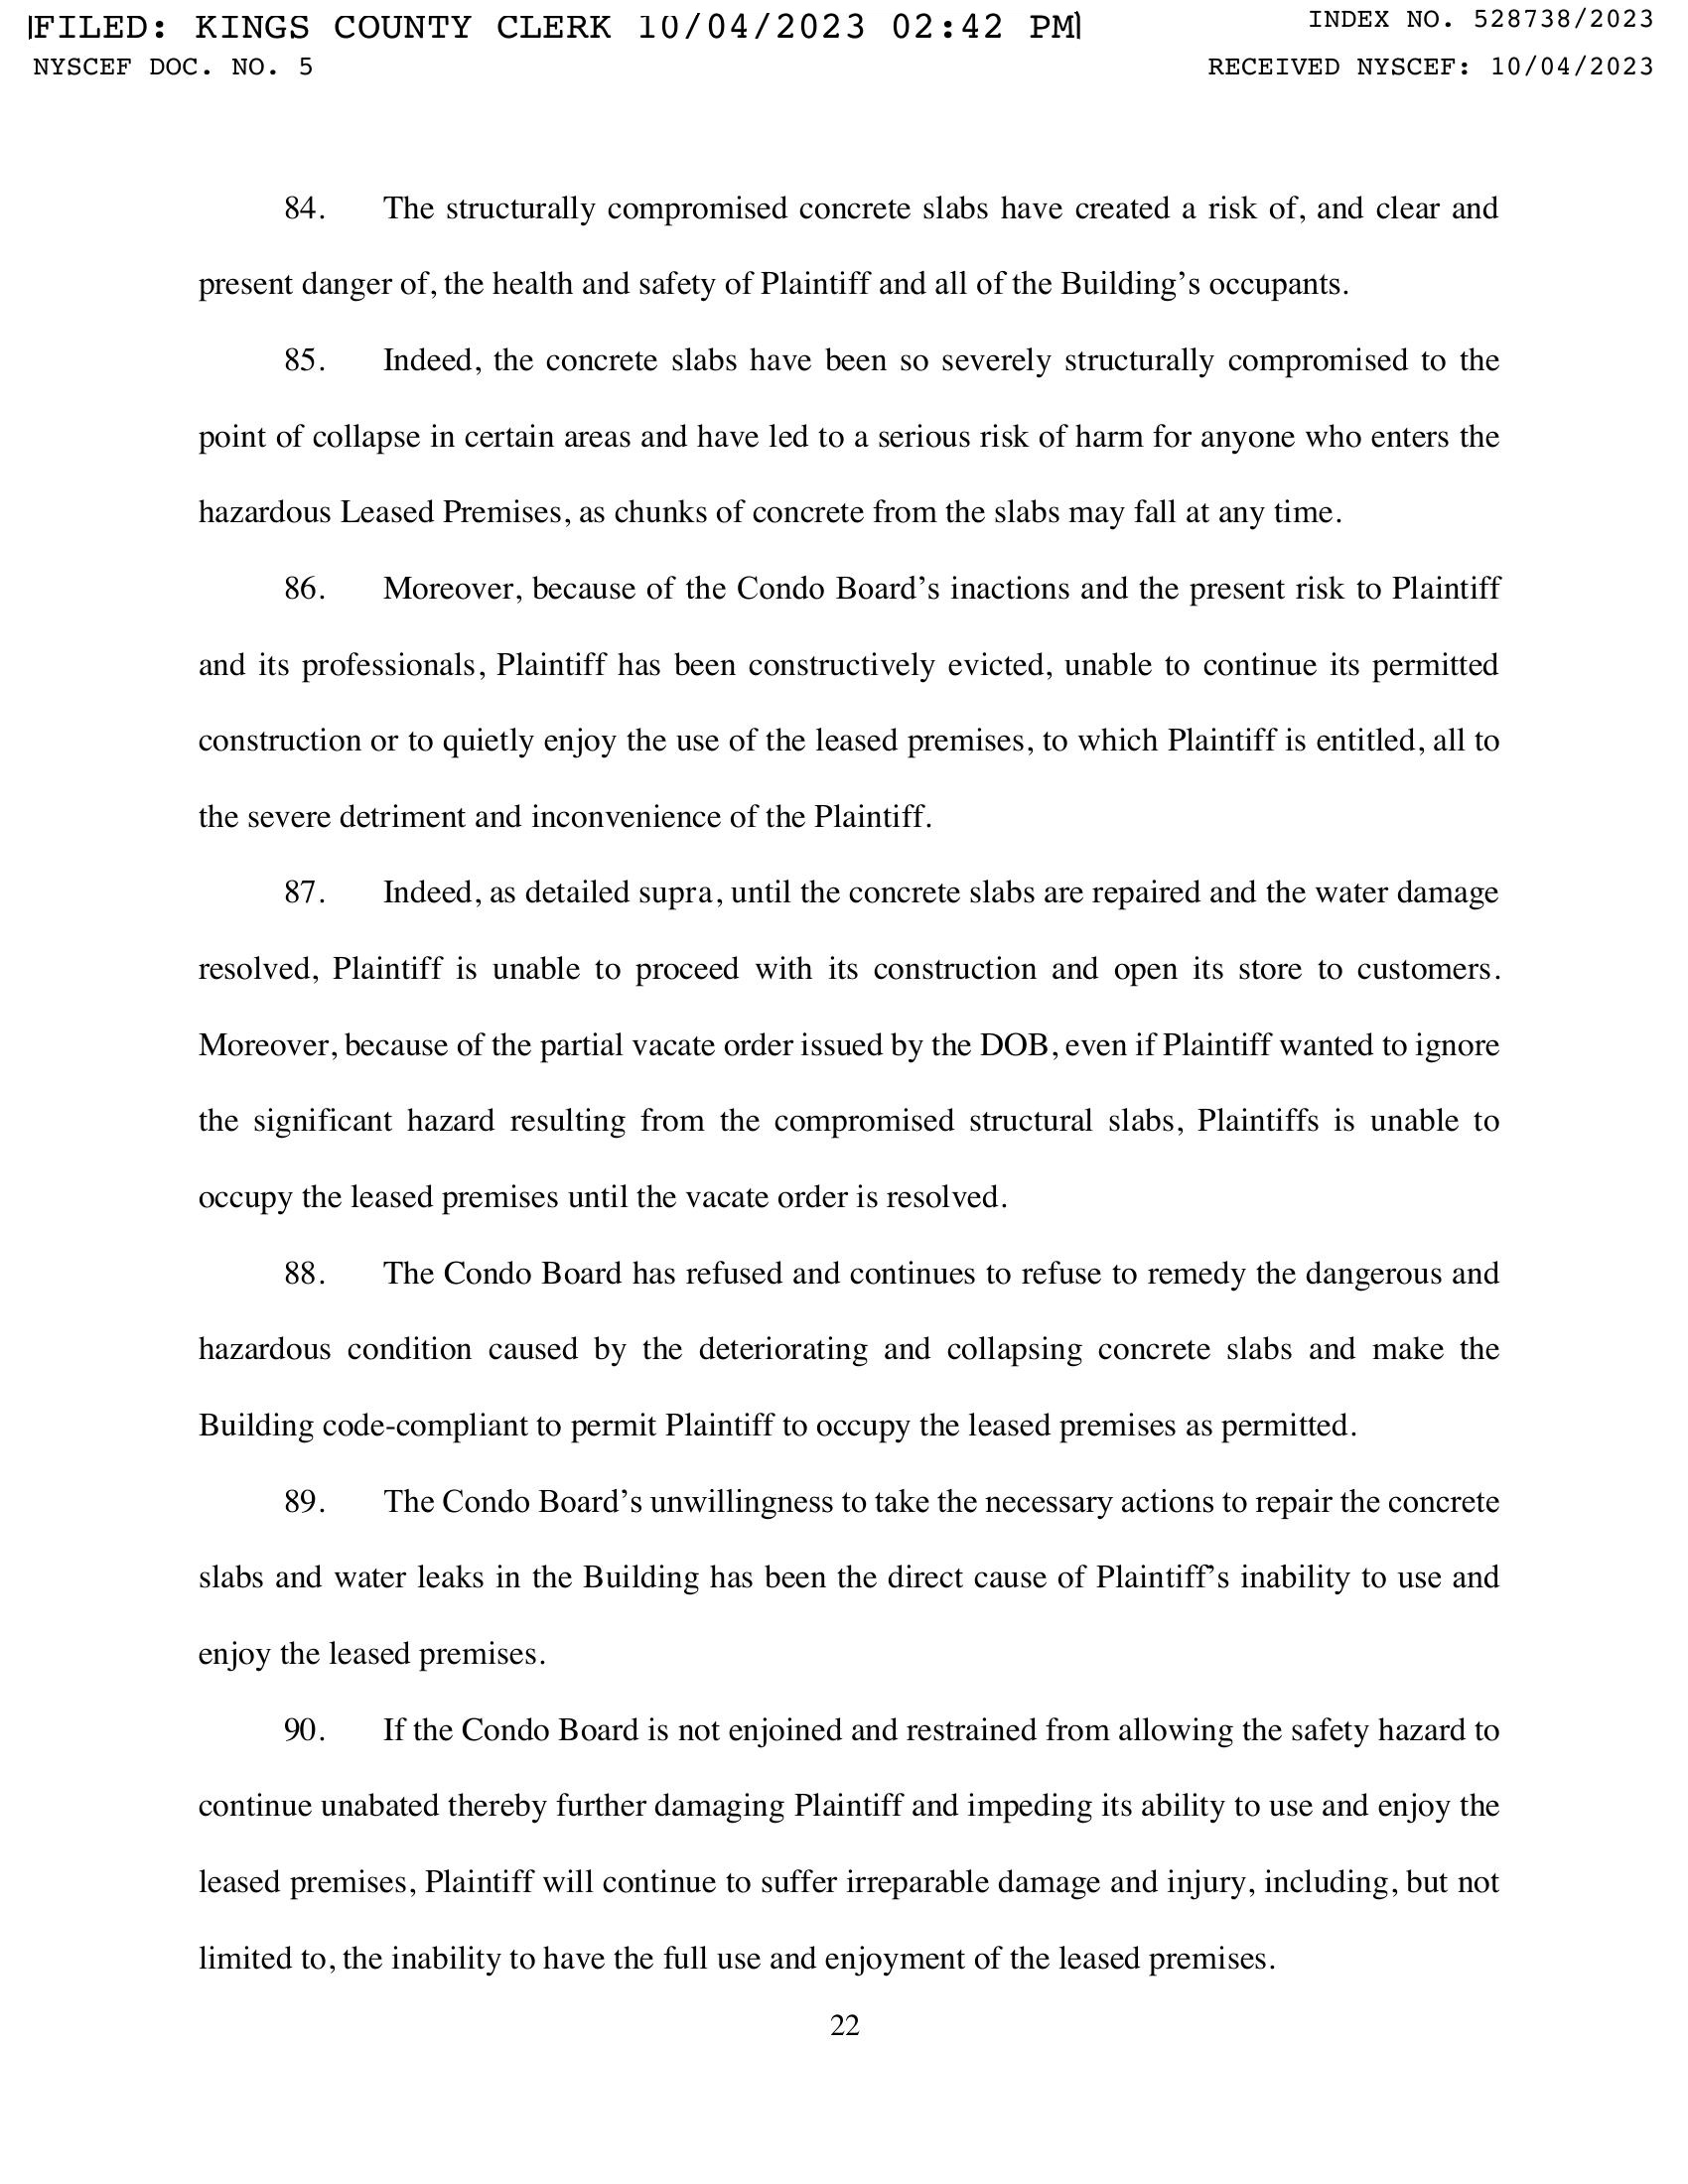 FILED: KINGS COUNTY CLERK 10/04/2023 02:42 PM
INDEX NO. 528738/2023
NYSCEF DOC. NO. 5
RECEIVED NYSCEF: 10/04/2023
84. The structurally compromised concrete slabs have created a risk of, and clear and
present danger of, the health and safety of Plaintiff and all of the Building’s occupants.
85. Indeed, the concrete slabs have been so severely structurally compromised to the
point of collapse in certain areas and have led to a serious risk of harm for anyone who enters the
hazardous Leased Premises, as chunks of concrete from the slabs may fall at any time.
86. Moreover, because of the Condo Board’s inactions and the present risk to Plaintiff
and its professionals, Plaintiff has been constructively evicted, unable to continue its permitted
construction or to quietly enjoy the use of the leased premises, to which Plaintiff is entitled, all to
the severe detriment and inconvenience of the Plaintiff.
87. Indeed, as detailed supra, until the concrete slabs are repaired and the water damage
resolved, Plaintiff is unable to proceed with its construction and open its store to customers.
Moreover, because of the partial vacate order issued by the DOB, even if Plaintiff wanted to ignore
the significant hazard resulting from the compromised structural slabs, Plaintiffs is unable to
occupy the leased premises until the vacate order is resolved.
88. The Condo Board has refused and continues to refuse to remedy the dangerous and
hazardous condition caused by the deteriorating and collapsing concrete slabs and make the
Building code-compliant to permit Plaintiff to occupy the leased premises as permitted.
89. The Condo Board’s unwillingness to take the necessary actions to repair the concrete
slabs and water leaks in the Building has been the direct cause of Plaintiff’s inability to use and
enjoy the leased premises.
90. If the Condo Board is not enjoined and restrained from allowing the safety hazard to
continue unabated thereby further damaging Plaintiff and impeding its ability to use and enjoy the
leased premises, Plaintiff will continue to suffer irreparable damage and injury, including, but not
limited to, the inability to have the full use and enjoyment of the leased premises.
22